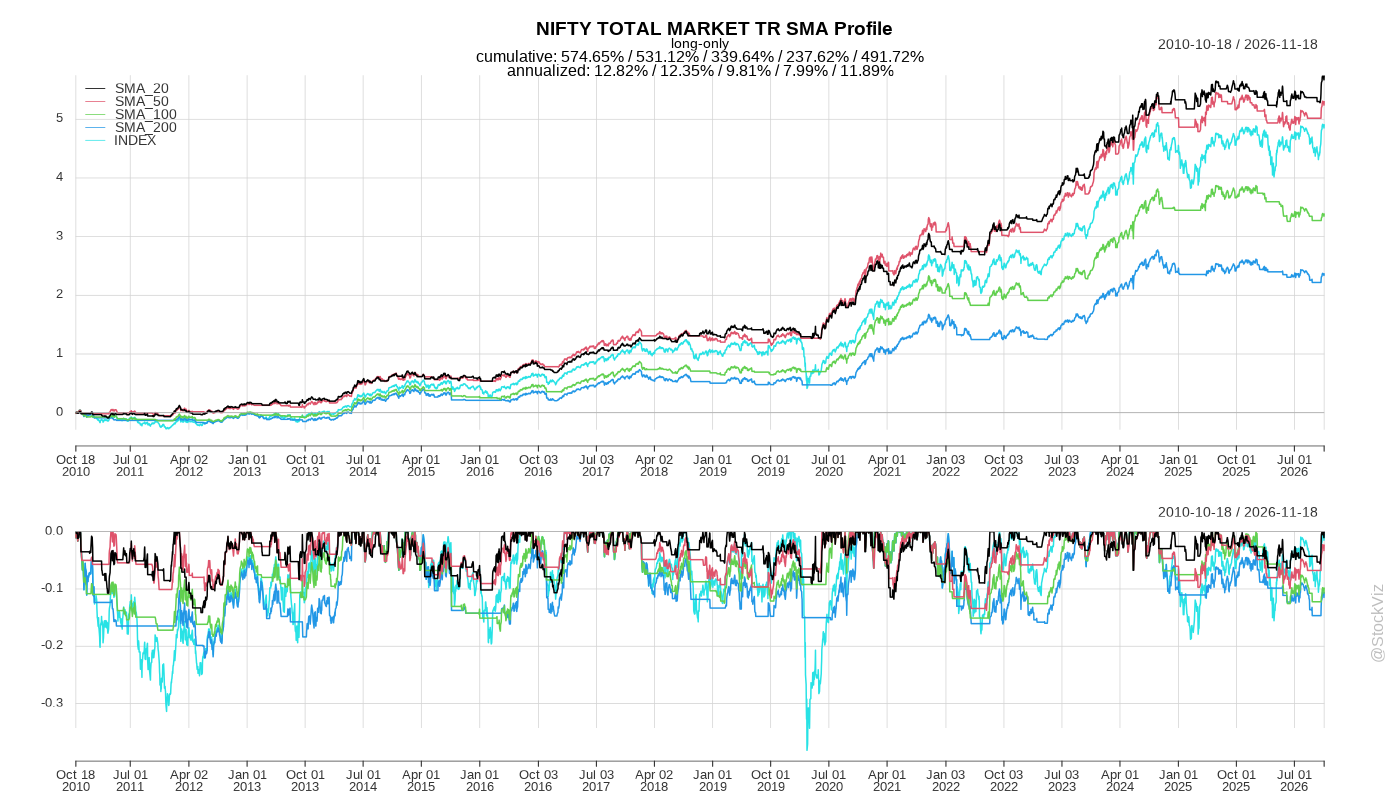 NIFTY TOTAL MARKET TR SMA Profile
long-only
cumulative: 574.65% / 531.12% / 339.64% / 237.62% / 491.72%
annualized: 12.82% / 12.35% / 9.81% / 7.99% / 11.89%
2010-10-18 / 2026-11-18
SMA_20
SMA_50
SMA_100
SMA_200
INDEX
5
4
3
2
1
0
Oct 18 Jul 01 Apr 02 Jan 01 Oct 01 Jul 01 Apr 01 Jan 01 Oct 03 Jul 03 Apr 02 Jan 01 Oct 01 Jul 01 Apr 01 Jan 03 Oct 03 Jul 03 Apr 01 Jan 01 Oct 01 Jul 01
2010 2011 2012 2013 2013 2014 2015 2016 2016 2017 2018 2019 2019 2020 2021 2022 2022 2023 2024 2025 2025 2026
2010-10-18 / 2026-11-18
0.0
-0.1
-0.2
-0.3
Oct 18 Jul 01 Apr 02 Jan 01 Oct 01 Jul 01 Apr 01 Jan 01 Oct 03 Jul 03 Apr 02 Jan 01 Oct 01 Jul 01 Apr 01 Jan 03 Oct 03 Jul 03 Apr 01 Jan 01 Oct 01 Jul 01
2010 2011 2012 2013 2013 2014 2015 2016 2016 2017 2018 2019 2019 2020 2021 2022 2022 2023 2024 2025 2025 2026
@StockViz